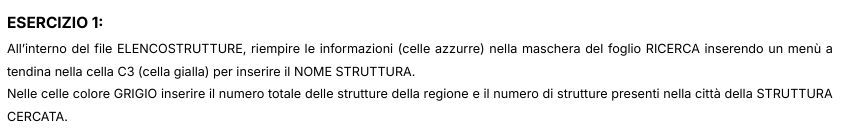 ESERCIZIO 1:
All'interno del file ELENCOSTRUTTURE, riempire le informazioni (celle azzurre) nella maschera del foglio RICERCA inserendo un menù a
tendina nella cella C3 (cella gialla) per inserire il NOME STRUTTURA.
Nelle celle colore GRIGIO inserire il numero totale delle strutture della regione e il numero di strutture presenti nella città della STRUTTURA
CERCATA.